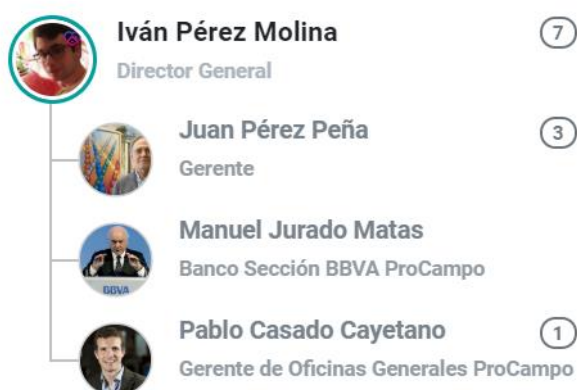 Iván Pérez Molina
7
Director General
Juan Pérez Peña
3
Gerente
Manuel Jurado Matas
Banco Sección BBVA ProCampo
BBVA
Pablo Casado Cayetano
1
Gerente de Oficinas Generales ProCampo